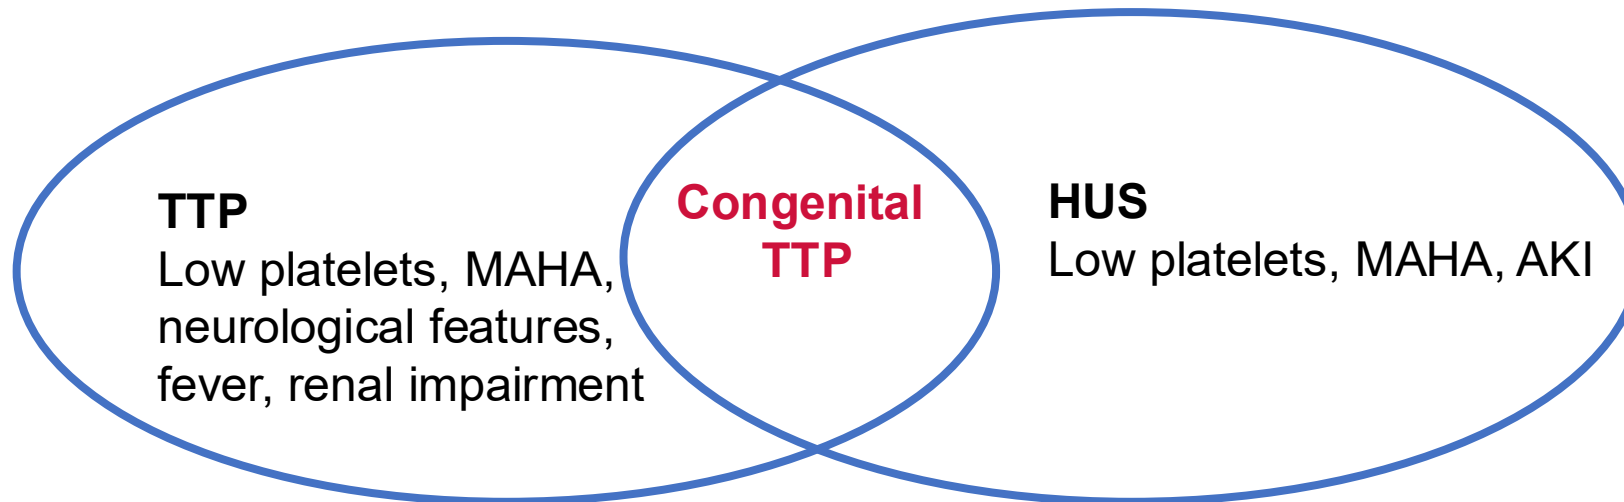 TTP
Low platelets, MAHA,
neurological features,
fever, renal impairment
Congenital
TTP
HUS
Low platelets, MAHA, AKI